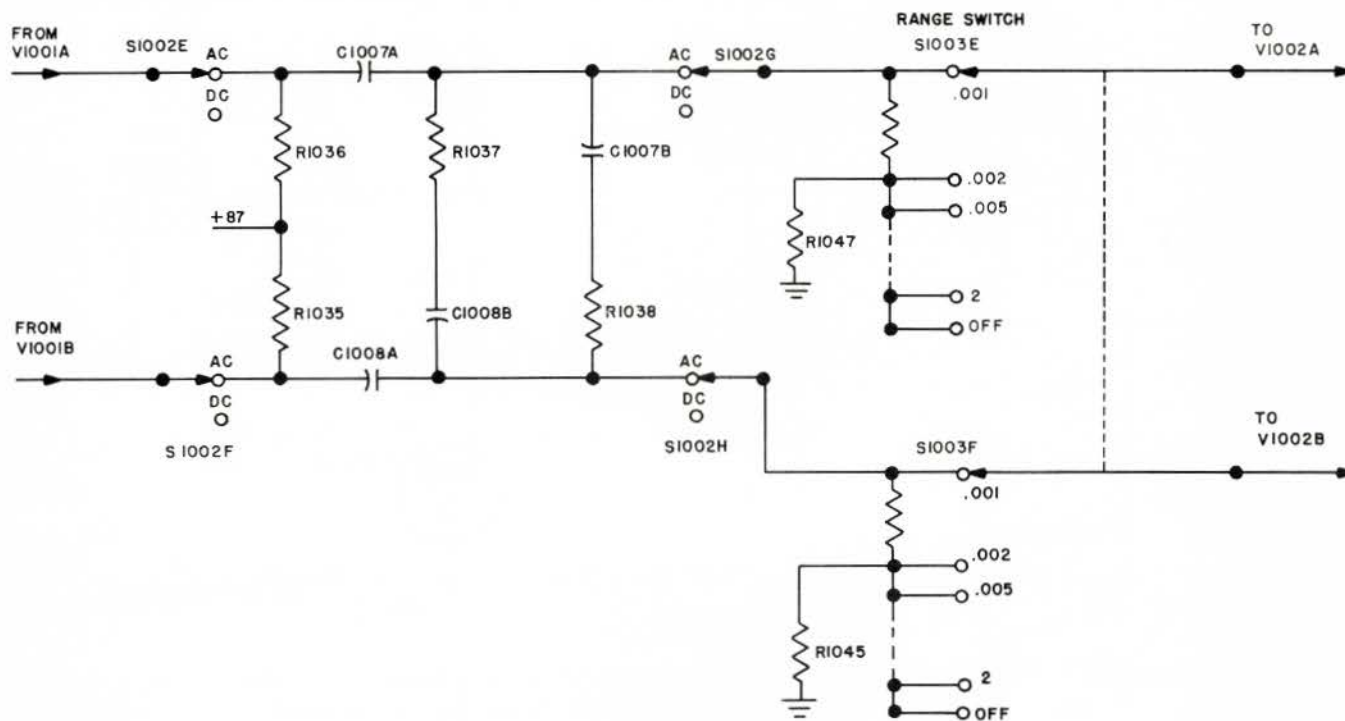 RANGE SWITCH
FROM
V1001A
S1002E
AC
C1007A
AC
S1002G
S1003E
TO
V1002A
DC
DC
.001
R1036
R1037
C1007B
.002
.005
+87
R1047
R1035
C1008B
R1038
2
OFF
FROM
V1001B
AC
C1008A
AC
DC
DC
S1002F
S1002H
S1003F
TO
V1002B
.001
.002
.005
R1045
2
OFF